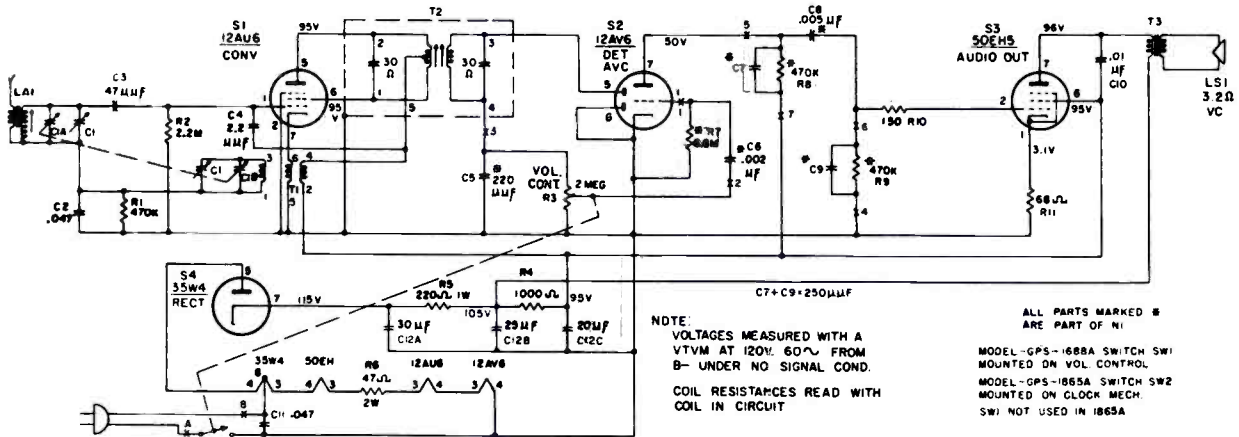 T2
S1
12AU6
CONV
95V
S2
12AV6
DET
AVC
50V
C8
.005µF
S3
50EH5
AUDIO OUT
96V
T3
LA1
C3
47µµF
C1A
C1
R2
2.2M
C4
2.2
µµF
95
V
30
Ω
30
Ω
C7
470K
R8
.01
µF
C10
95V
LS1
3.2Ω
VC
C1
T1
C2
.047
R1
470K
C5
220
µµF
VOL.
CONT.
R3
2 MEG
R7
C6
.002
µF
150 R10
C9
470K
R9
3.1V
68Ω
R11
S4
35W4
RECT
115V
R5
220Ω 1W
105V
R4
1000Ω
95V
30µF
C12A
25µF
C12B
20µF
C12C
C7+C9=250µµF
35W4
50EH
R6
47Ω
2W
12AU6
12AV6
C11 .047
A
B
NOTE:
VOLTAGES MEASURED WITH A
VTVM AT 120V. 60~ FROM
B- UNDER NO SIGNAL COND.
COIL RESISTANCES READ WITH
COIL IN CIRCUIT
ALL PARTS MARKED *
ARE PART OF N1
MODEL-GPS-1688A SWITCH SW1
MOUNTED ON VOL. CONTROL
MODEL-GPS-1865A SWITCH SW2
MOUNTED ON CLOCK MECH.
SW1 NOT USED IN 1865A